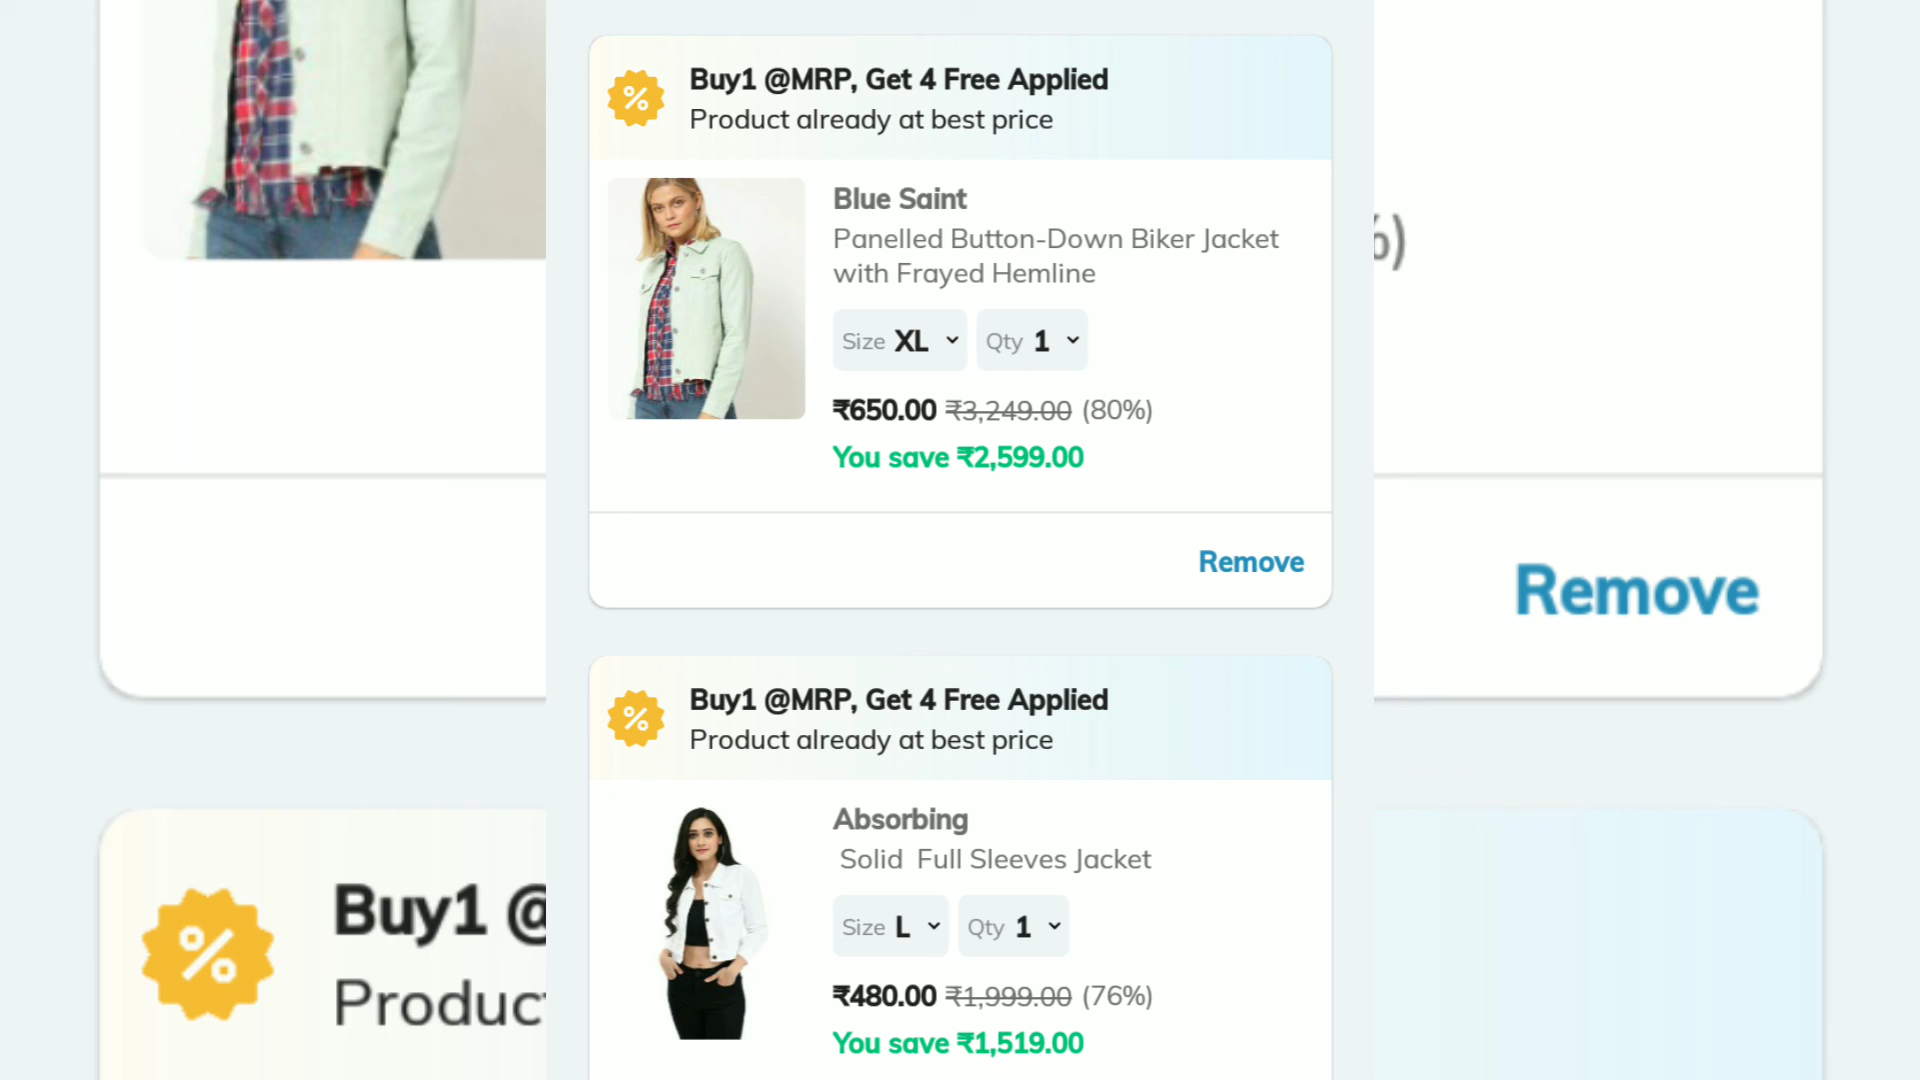 Buy1 @MRP, Get 4 Free Applied
Product already at best price
Blue Saint
Panelled Button-Down Biker Jacket
with Frayed Hemline
Size XL Qty 1
₹650.00 ₹3,249.00 (80%)
You save ₹2,599.00
Remove
Buy1 @MRP, Get 4 Free Applied
Product already at best price
Absorbing
Solid Full Sleeves Jacket
Size L Qty 1
₹480.00 ₹1,999.00 (76%)
You save ₹1,519.00
%)
Remove
Buy1 @
Product